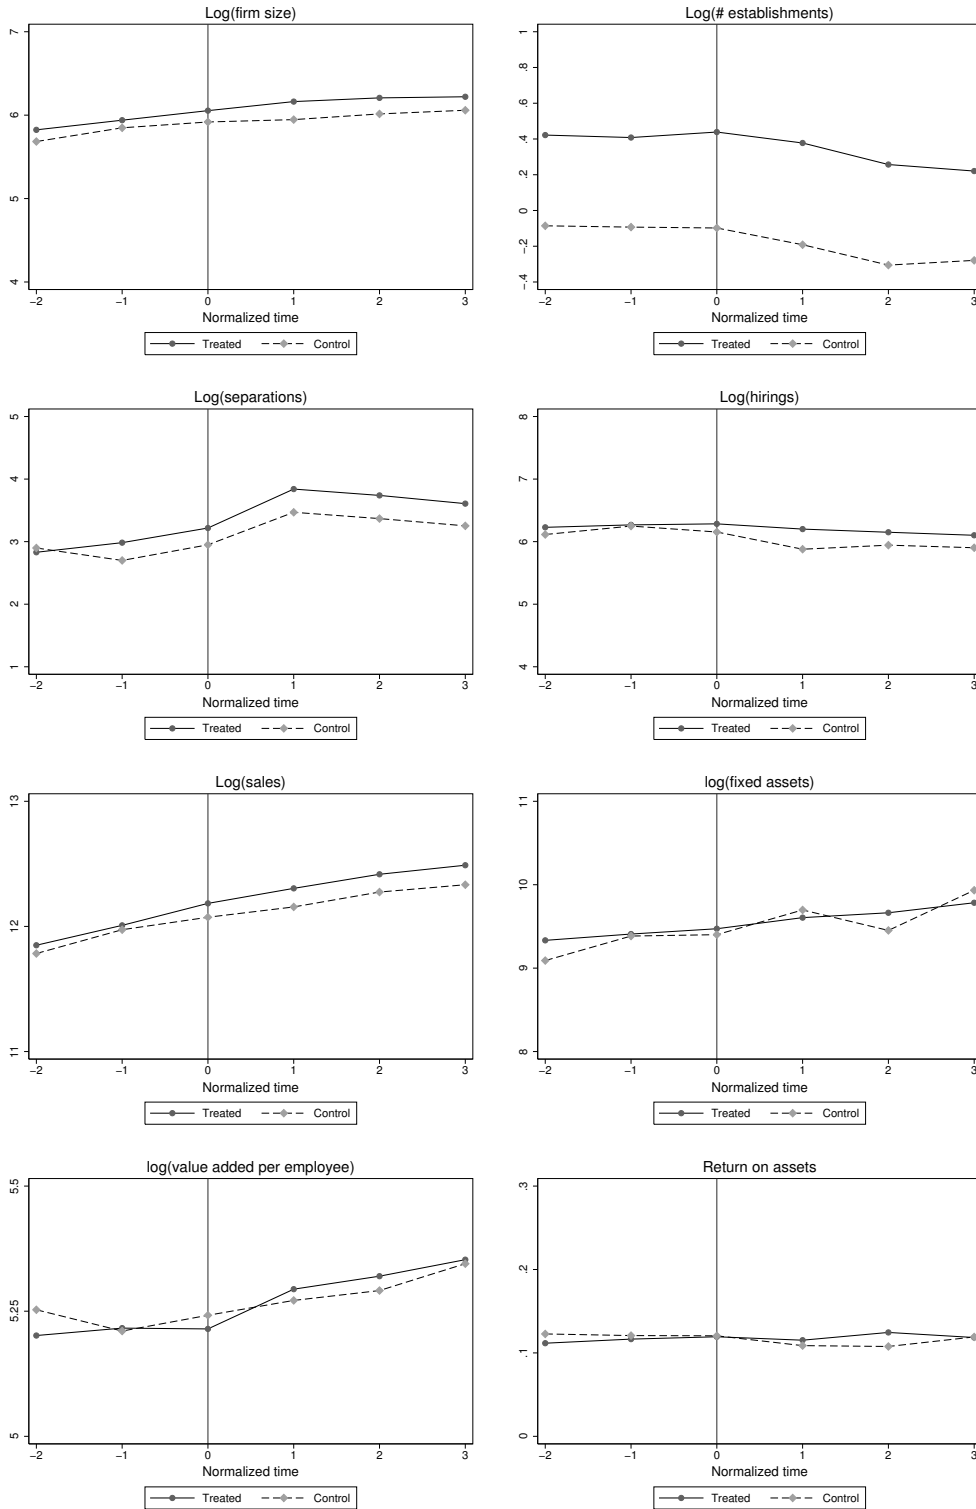 Log(firm size)
7
6
5
4
−2 −1 0 1 2 3
Normalized time
Treated Control
Log(# establishments)
1
.8
.6
.4
.2
0
−.2
−.4
−2 −1 0 1 2 3
Normalized time
Treated Control
Log(separations)
5
4
3
2
1
−2 −1 0 1 2 3
Normalized time
Treated Control
Log(hirings)
8
7
6
5
4
−2 −1 0 1 2 3
Normalized time
Treated Control
Log(sales)
13
12
11
−2 −1 0 1 2 3
Normalized time
Treated Control
log(fixed assets)
11
10
9
8
−2 −1 0 1 2 3
Normalized time
Treated Control
log(value added per employee)
5.5
5.25
5
−2 −1 0 1 2 3
Normalized time
Treated Control
Return on assets
.3
.2
.1
0
−2 −1 0 1 2 3
Normalized time
Treated Control